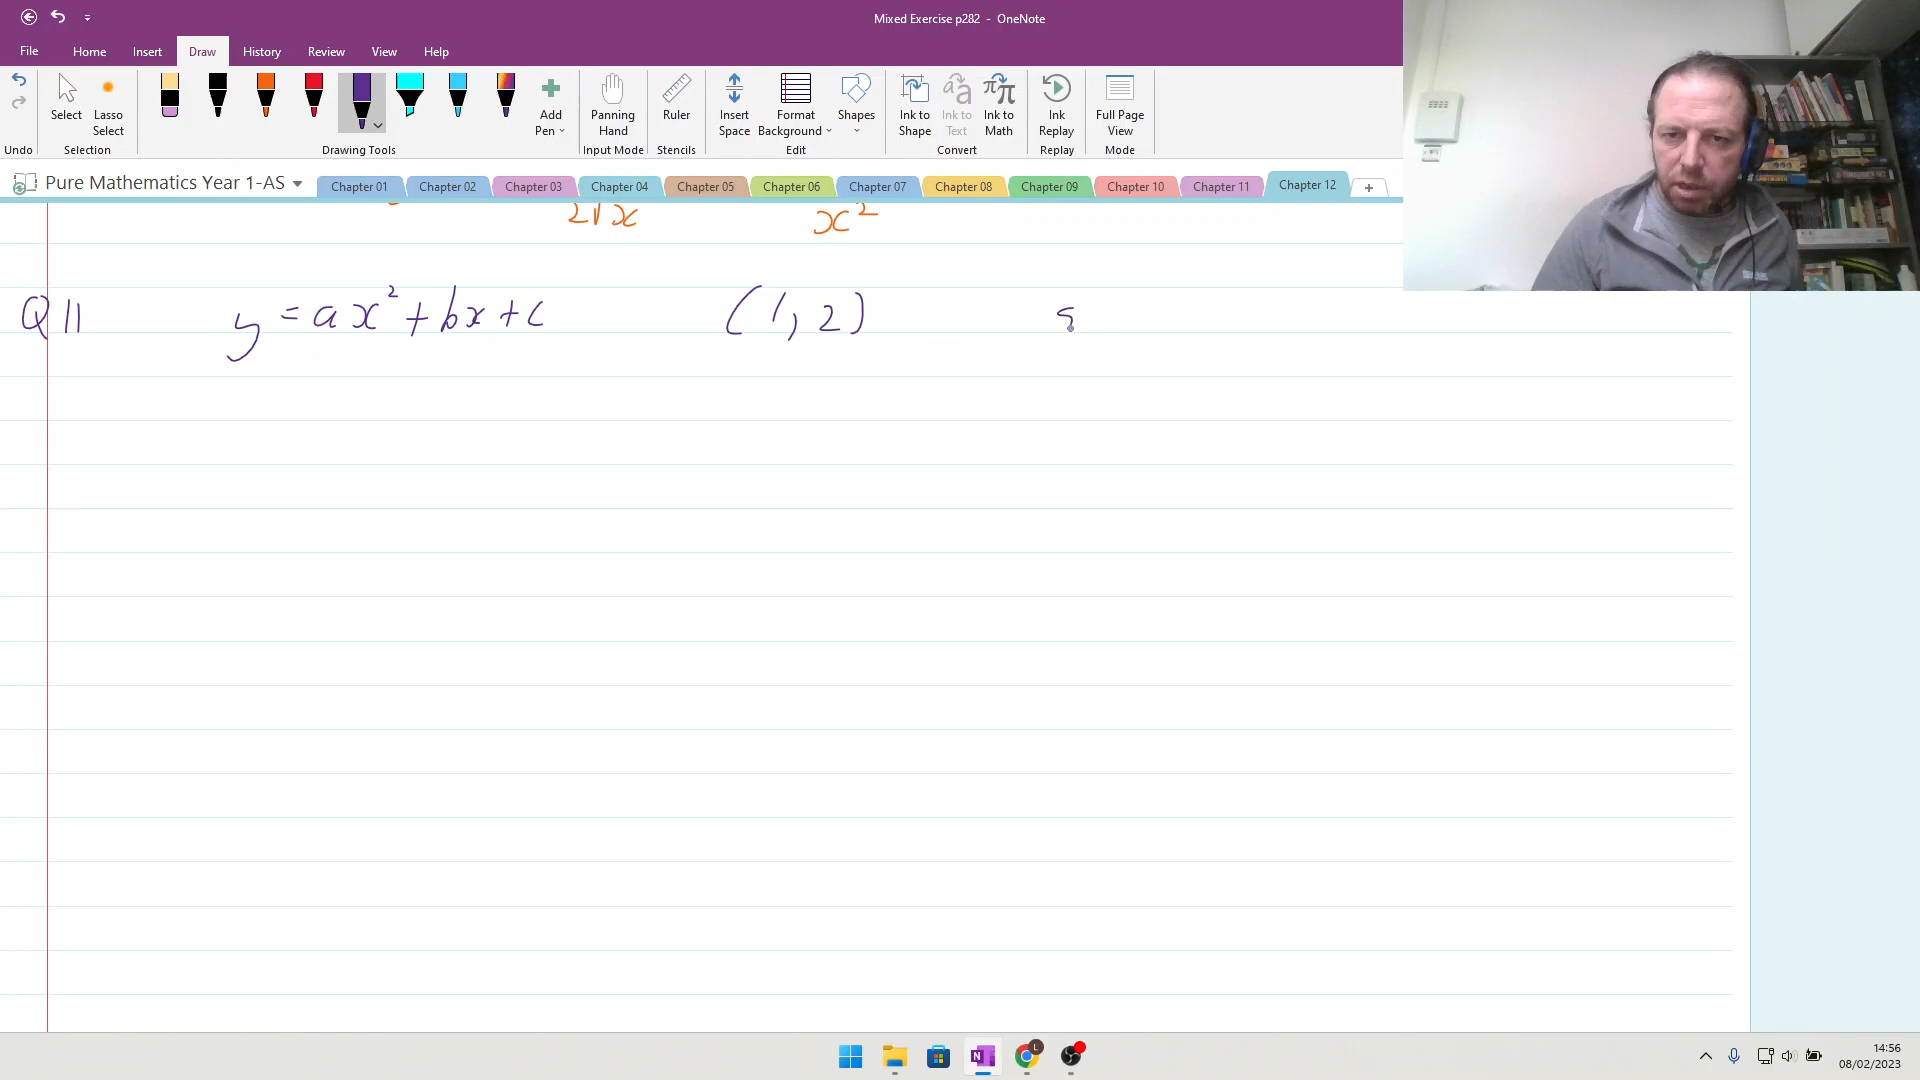 Mixed Exercise p282 - OneNote
File Home Insert Draw History Review View Help
Select Lasso Select Add Pen Panning Hand Ruler Insert Space Format Background Shapes Ink to Shape Ink to Text Ink to Math Ink Replay Full Page View
Undo Selection Drawing Tools Input Mode Stencils Edit Convert Replay Mode
Pure Mathematics Year 1-AS Chapter 01 Chapter 02 Chapter 03 Chapter 04 Chapter 05 Chapter 06 Chapter 07 Chapter 08 Chapter 09 Chapter 10 Chapter 11 Chapter 12 +
2√x x²
Q11 y = ax² + bx + c (1, 2)
14:56
08/02/2023